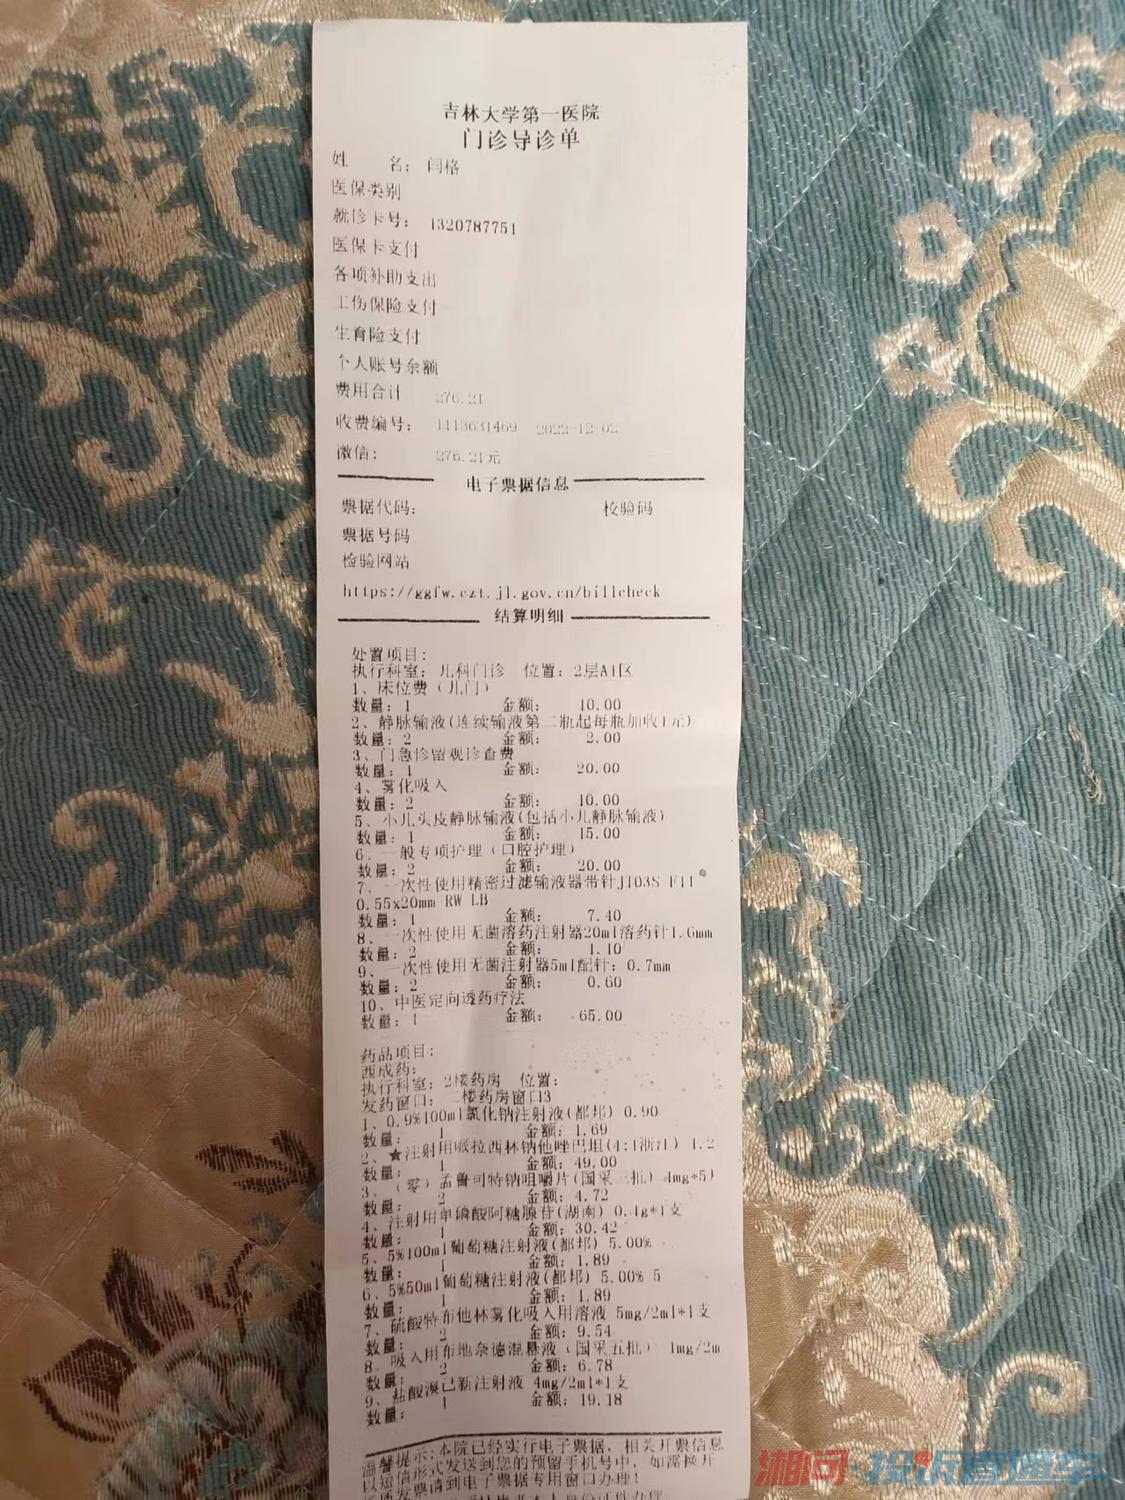 吉林大学第一医院
门诊导诊单
姓 名： 闫格
医保类别
就诊卡号： 1320787751
医保卡支付
各项补助支出
工伤保险支付
生育险支付
个人账号余额
费用合计 276.21
收费编号： 1113631469 2022-12-02
微信： 276.21元
电子票据信息
票据代码： 校验码
票据号码
检验网站
https://ggfw.czt.jl.gov.cn/billcheck
结算明细
处置项目：
执行科室：儿科门诊 位置：2层A1区
1、床位费（儿门）
数量：1 金额： 10.00
2、静脉输液(连续输液第二瓶起每瓶加收1元)
数量：2 金额： 2.00
3、门急诊留观诊查费
数量：1 金额： 20.00
4、雾化吸入
数量：2 金额： 10.00
5、小儿头皮静脉输液(包括小儿静脉输液)
数量：1 金额： 15.00
6、一般专项护理（口腔护理）
数量：2 金额： 20.00
7、一次性使用精密过滤输液器带针JT03S F11
0.55x20mm RW LB
数量：1 金额： 7.40
8、一次性使用无菌溶药注射器20ml溶药针1.6mm
数量：2 金额： 1.10
9、一次性使用无菌注射器5ml配针：0.7mm
数量：2 金额： 0.60
10、中医定向透药疗法
数量：1 金额： 65.00
药品项目：
西成药：
执行科室：2楼药房 位置：
发药窗口：二楼药房窗口3
1、0.9%100ml氯化钠注射液(都邦) 0.90
数量： 1 金额：1.69
2、★注射用哌拉西林钠他唑巴坦(4:1浙江) 1.2
数量： 1 金额：49.00
3、（零）孟鲁司特钠咀嚼片(国采三批) 4mg*5)
数量： 2 金额：4.72
4、注射用单磷酸阿糖腺苷(湖南) 0.1g*1支
数量： 1 金额：30.42
5、5%100ml葡萄糖注射液(都邦) 5.00%
数量： 1 金额：1.89
6、5%50ml葡萄糖注射液(都邦) 5.00% 5
数量： 1 金额：1.89
7、硫酸特布他林雾化吸入用溶液 5mg/2ml*1支
数量： 2 金额：9.54
8、吸入用布地奈德混悬液（国采五批） 1mg/2m
数量： 2 金额：6.78
9、盐酸溴己新注射液 4mg/2ml*1支
数量： 1 金额：19.18
温馨提示：本院已经实行电子票据，相关开票信息
以短信形式发送到您的预留手机号中，如需换开
纸质发票请到电子票据专用窗口办理！
湘问·投诉直通车